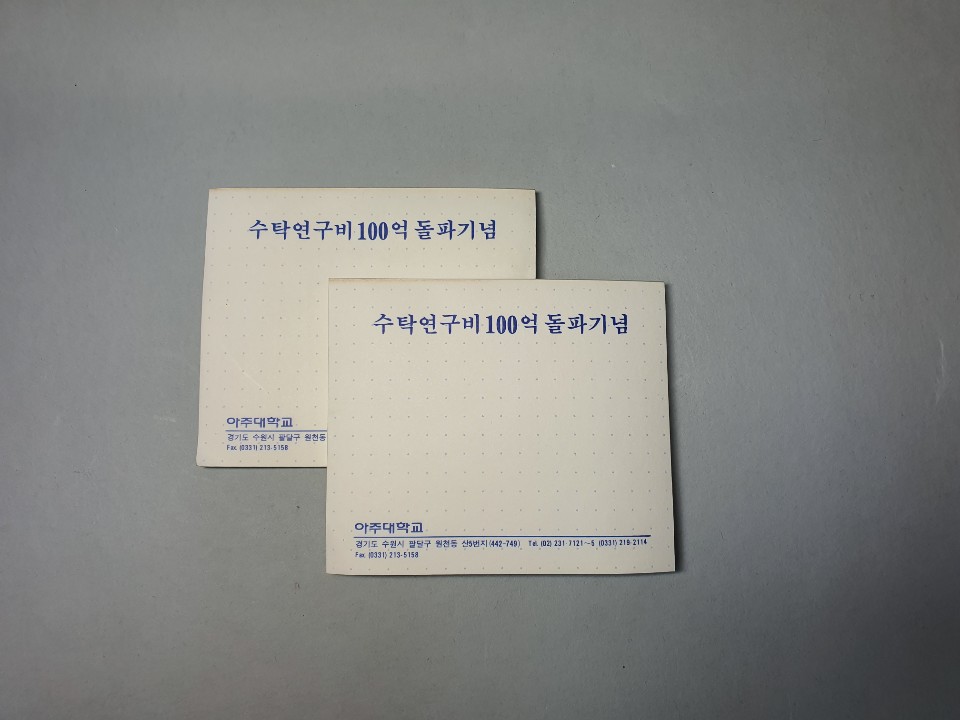 수탁연구비 100억 돌파기념
아주대학교
경기도 수원시 팔달구 원천동
Fax. (0331) 213-5158
수탁연구비 100억 돌파기념
아주대학교
경기도 수원시 팔달구 원천동 산5번지 (442-749) Tel. (02) 231-7121~5 (0331) 219-2114
Fax. (0331) 213-5158